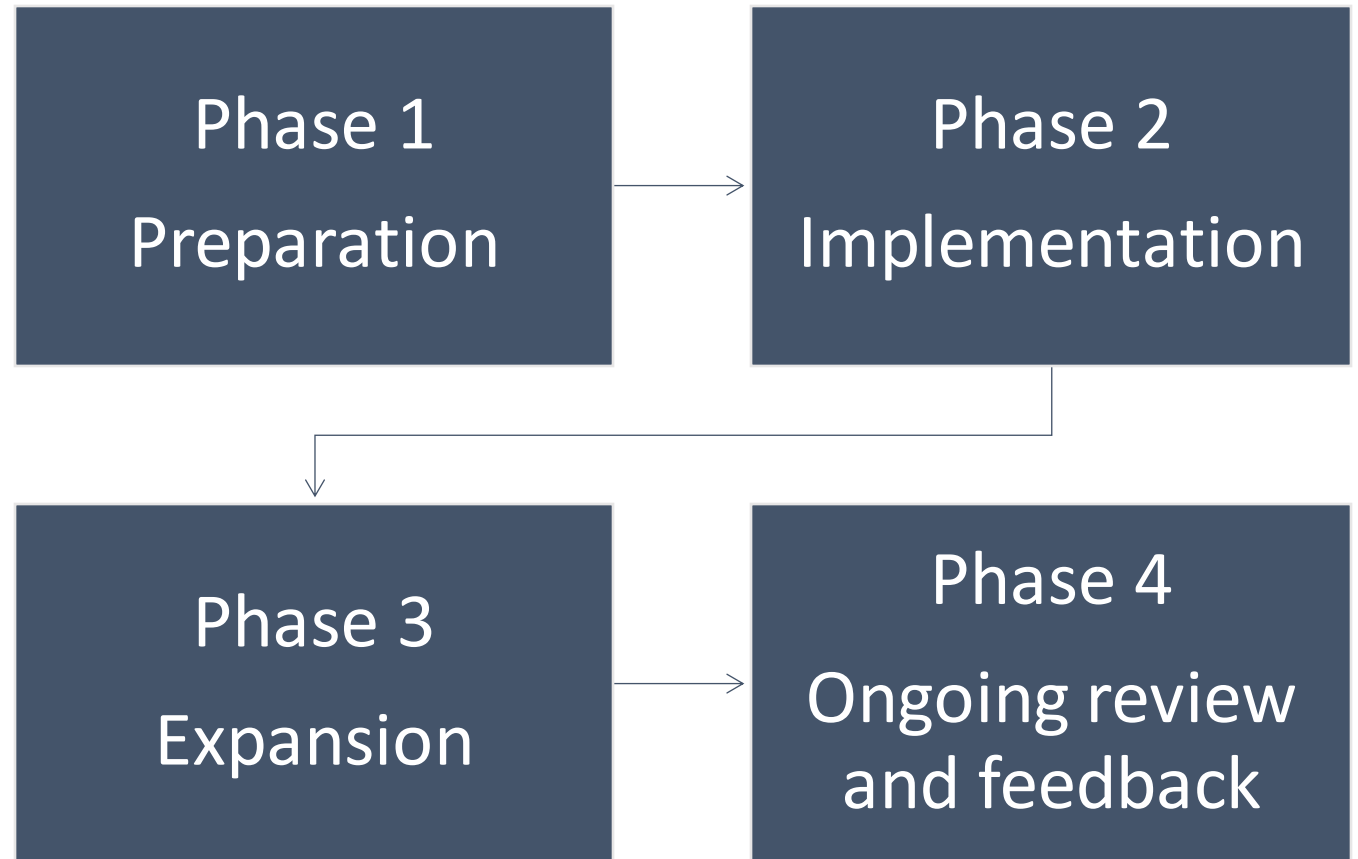 Phase 1
Preparation
Phase 2
Implementation
Phase 3
Expansion
Phase 4
Ongoing review
and feedback